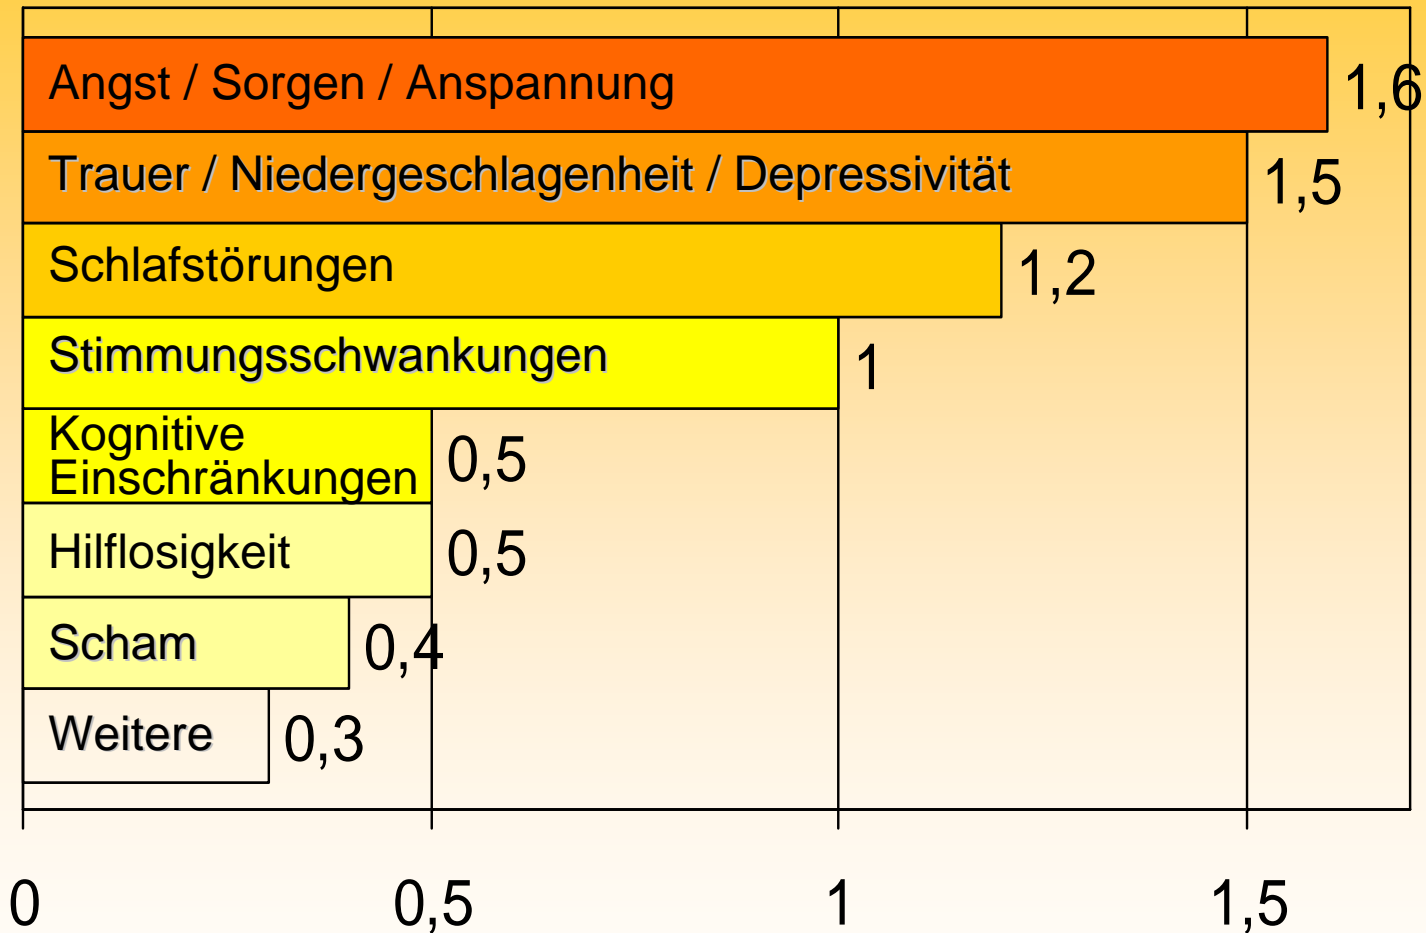 Angst / Sorgen / Anspannung 1,6
Trauer / Niedergeschlagenheit / Depressivität 1,5
Schlafstörungen 1,2
Stimmungsschwankungen 1
Kognitive
Einschränkungen 0,5
Hilflosigkeit 0,5
Scham 0,4
Weitere 0,3
0 0,5 1 1,5